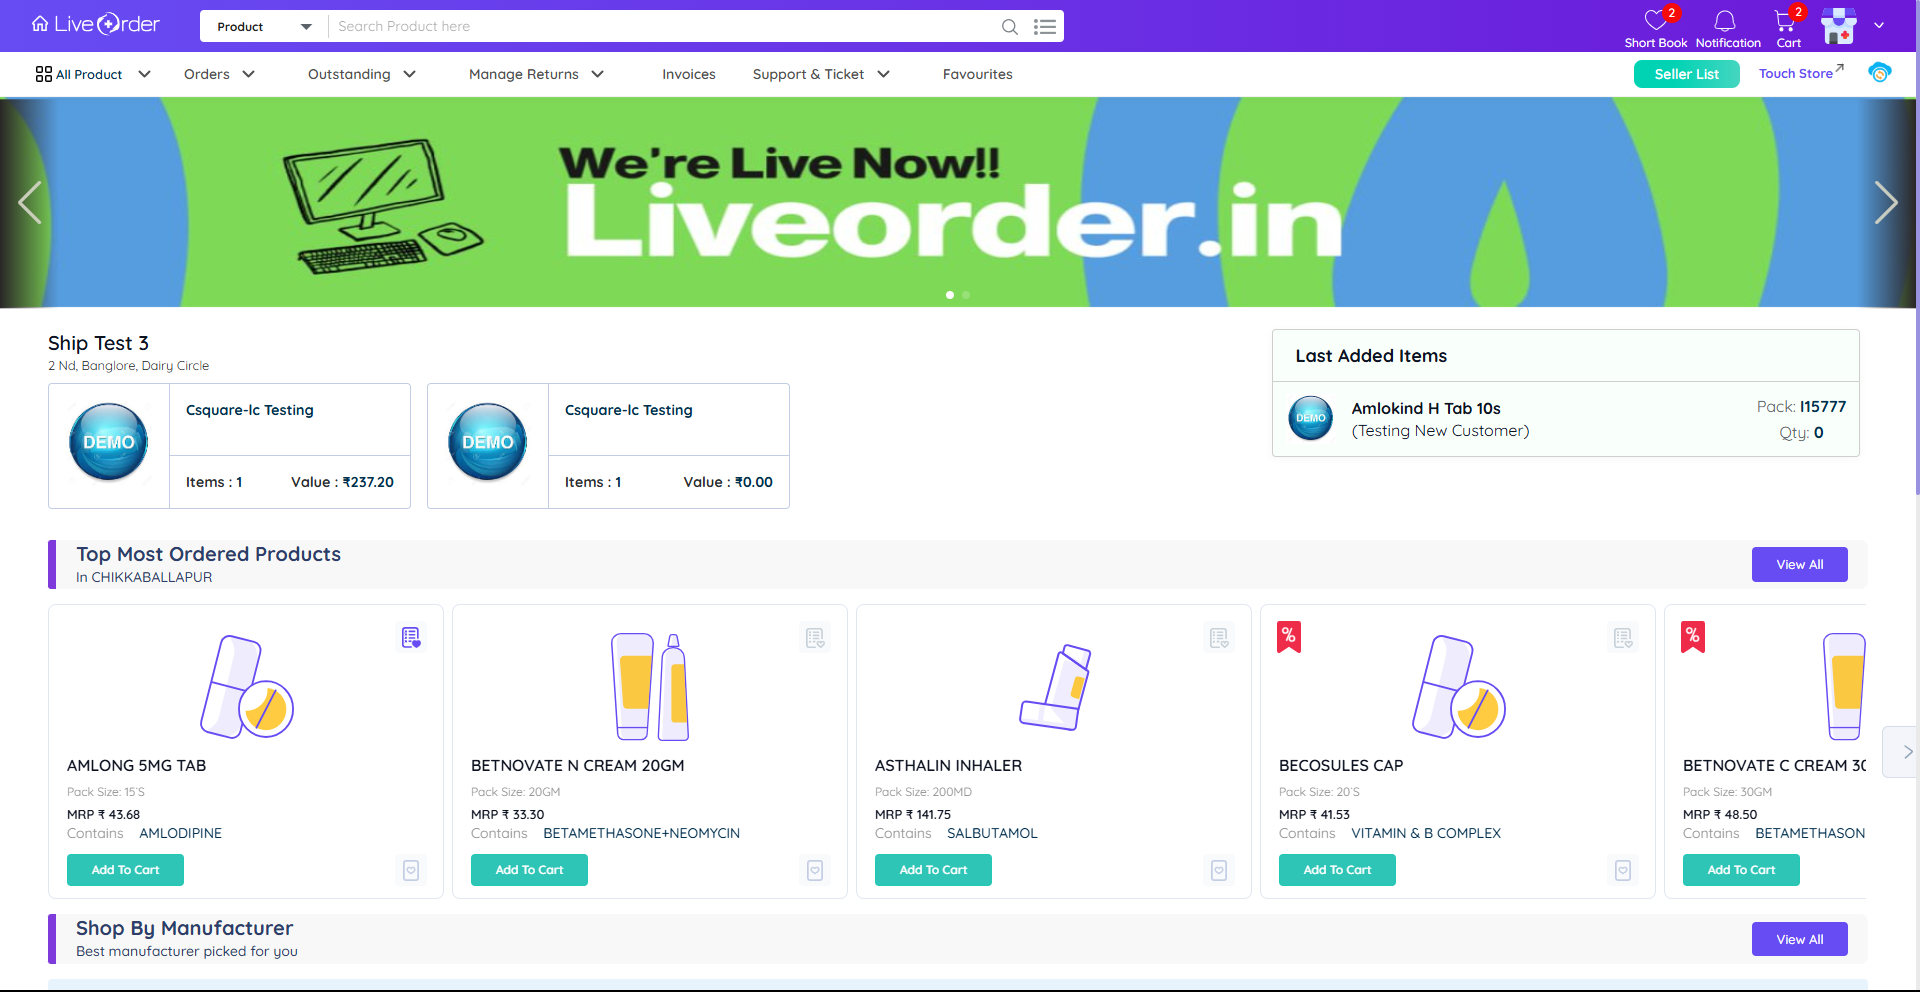 Live Order
Product
Search Product here
2
Short Book
Notification
2
Cart
All Product
Orders
Outstanding
Manage Returns
Invoices
Support & Ticket
Favourites
Seller List
Touch Store
We're Live Now!!
Liveorder.in
Ship Test 3
2 Nd, Banglore, Dairy Circle
DEMO
Csquare-lc Testing
Items : 1
Value : ₹237.20
DEMO
Csquare-lc Testing
Items : 1
Value : ₹0.00
Last Added Items
DEMO
Amlokind H Tab 10s
(Testing New Customer)
Pack: I15777
Qty: 0
Top Most Ordered Products
In CHIKKABALLAPUR
View All
AMLONG 5MG TAB
Pack Size: 15'S
MRP ₹ 43.68
Contains AMLODIPINE
Add To Cart
BETNOVATE N CREAM 20GM
Pack Size: 20GM
MRP ₹ 33.30
Contains BETAMETHASONE+NEOMYCIN
Add To Cart
ASTHALIN INHALER
Pack Size: 200MD
MRP ₹ 141.75
Contains SALBUTAMOL
Add To Cart
%
BECOSULES CAP
Pack Size: 20'S
MRP ₹ 41.53
Contains VITAMIN & B COMPLEX
Add To Cart
%
BETNOVATE C CREAM 30
Pack Size: 30GM
MRP ₹ 48.50
Contains BETAMETHASON
Add To Cart
Shop By Manufacturer
Best manufacturer picked for you
View All